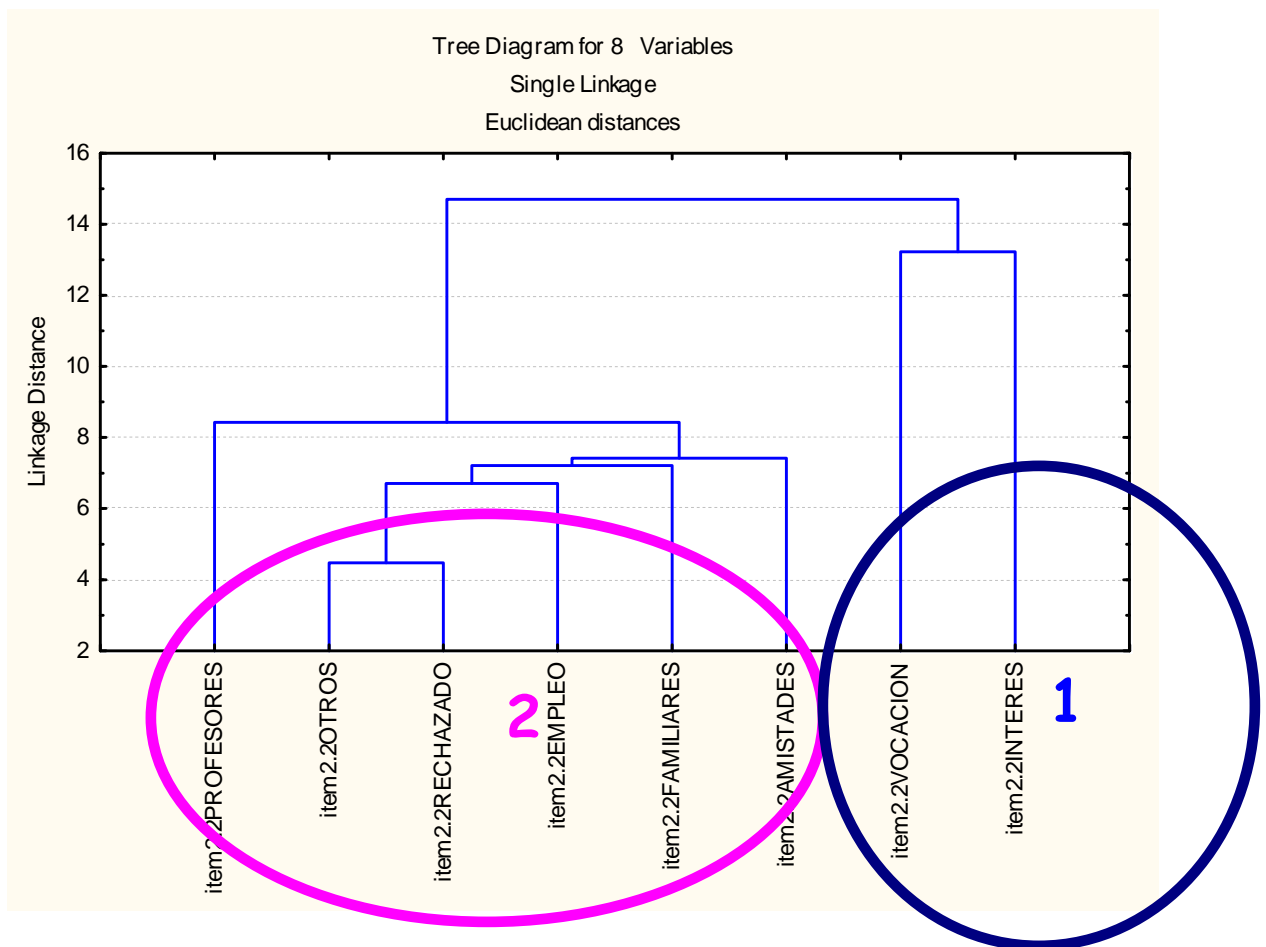 Tree Diagram for 8 Variables
Single Linkage
Euclidean distances
Linkage Distance
16
14
12
10
8
6
4
2
item2.2PROFESORES
item2.2OTROS
item2.2RECHAZADO
item2.2EMPLEO
item2.2FAMILIARES
item2.2AMISTADES
item2.2VOCACION
item2.2INTERES
2
1